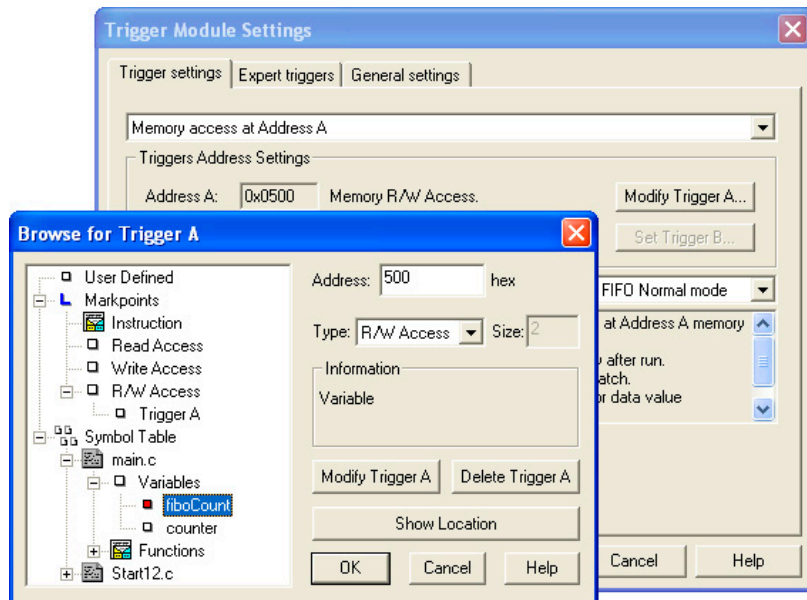 Trigger Module Settings
Trigger settings
Expert triggers
General settings
Memory access at Address A
Triggers Address Settings
Address A: 0x0500 Memory R/W Access.
Modify Trigger A...
Set Trigger B...
FIFO Normal mode
at Address A memory
after run.
or data value
Cancel
Help
Browse for Trigger A
User Defined
Markpoints
Instruction
Read Access
Write Access
R/W Access
Trigger A
Symbol Table
main.c
Variables
fiboCount
counter
Functions
Start12.c
Address: 500 hex
Type: R/W Access Size: 2
Information
Variable
Modify Trigger A
Delete Trigger A
Show Location
OK
Cancel
Help